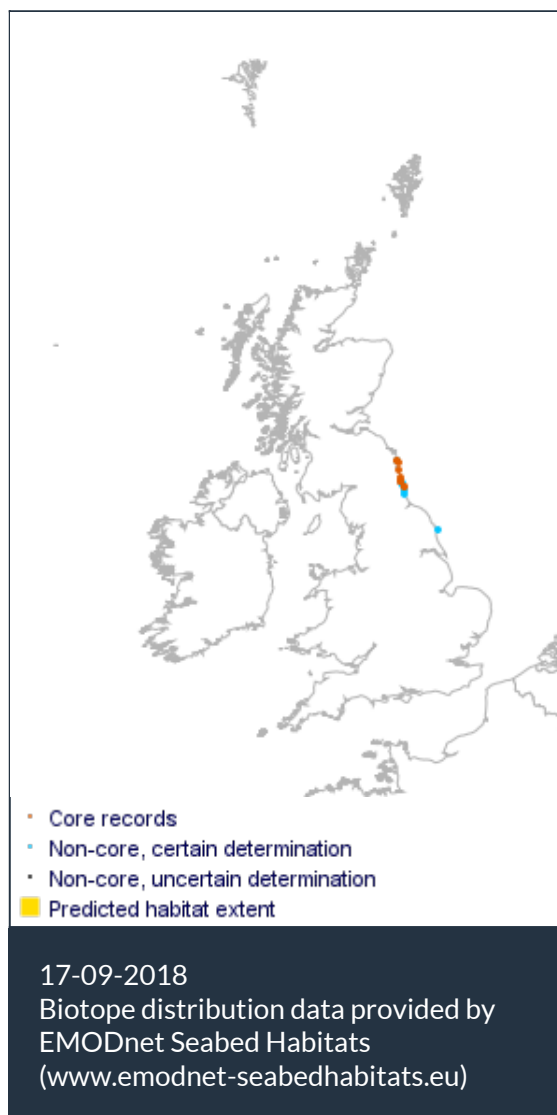 Core records
Non-core, certain determination
Non-core, uncertain determination
Predicted habitat extent
17-09-2018
Biotope distribution data provided by
EMODnet Seabed Habitats
(www.emodnet-seabedhabitats.eu)